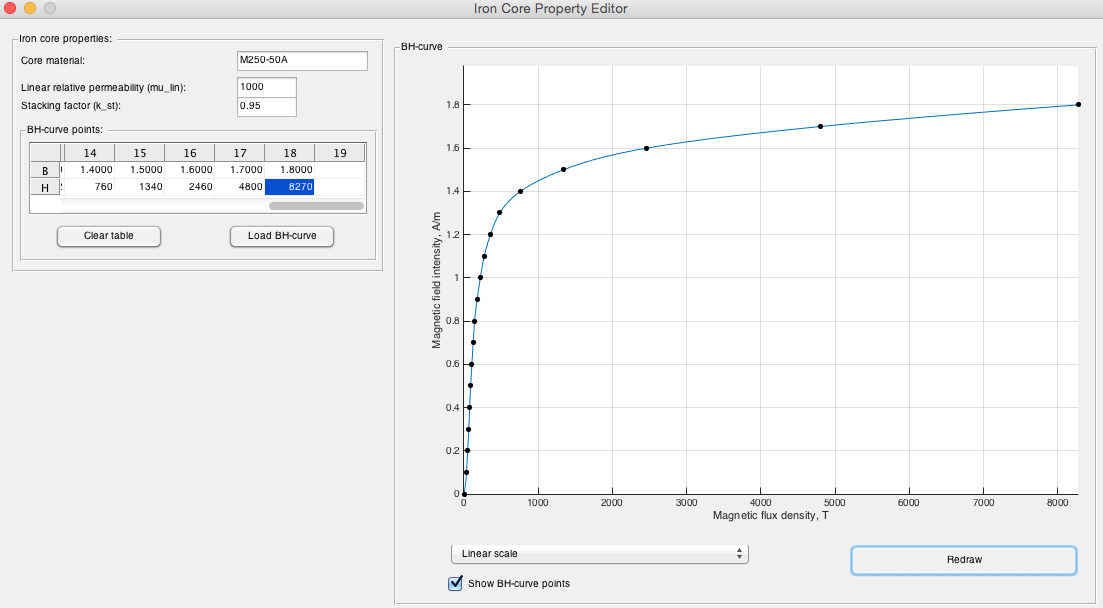 Iron Core Property Editor
Iron core properties:
Core material:
M250-50A
Linear relative permeability (mu_lin):
1000
Stacking factor (k_st):
0.95
BH-curve points:
14 15 16 17 18 19
B 1.4000 1.5000 1.6000 1.7000 1.8000
H 760 1340 2460 4800 8270
Clear table
Load BH-curve
BH-curve
Magnetic field intensity, A/m
1.8
1.6
1.4
1.2
1
0.8
0.6
0.4
0.2
0
0 1000 2000 3000 4000 5000 6000 7000 8000
Magnetic flux density, T
Linear scale
Redraw
Show BH-curve points